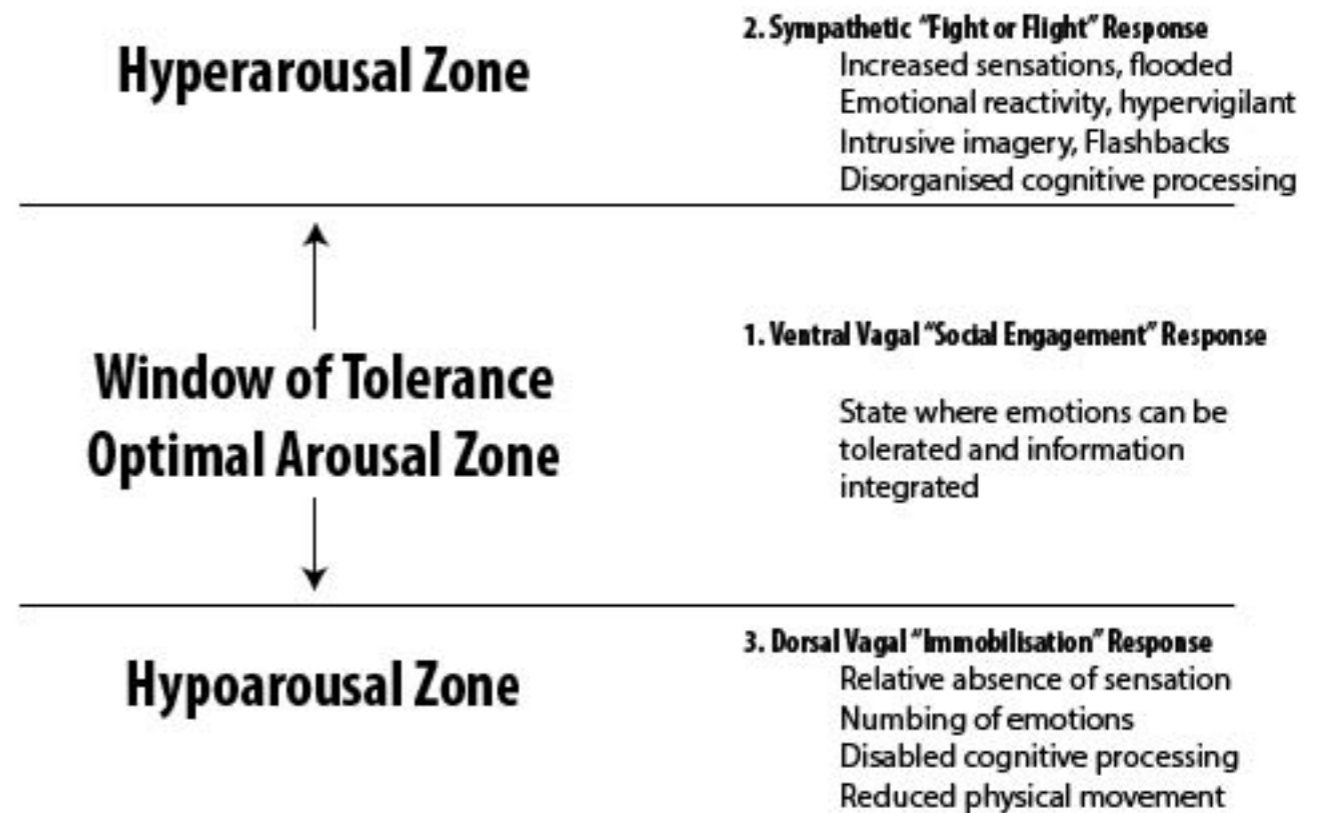 Hyperarousal Zone
2. Sympathetic “Fight or Flight” Response
Increased sensations, flooded
Emotional reactivity, hypervigilant
Intrusive imagery, Flashbacks
Disorganised cognitive processing
Window of Tolerance
Optimal Arousal Zone
1. Ventral Vagal “Social Engagement” Response
State where emotions can be
tolerated and information
integrated
Hypoarousal Zone
3. Dorsal Vagal “Immobilisation” Response
Relative absence of sensation
Numbing of emotions
Disabled cognitive processing
Reduced physical movement